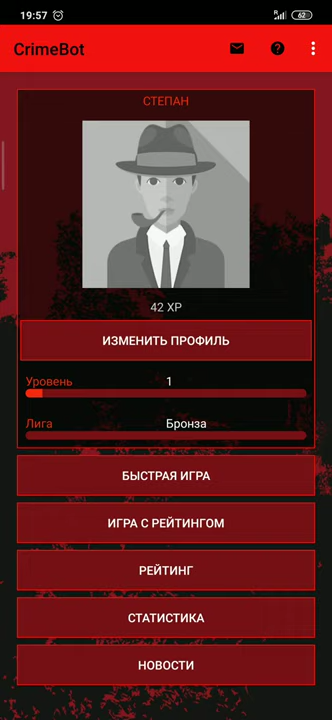 19:57
R
62
CrimeBot
СТЕПАН
42 XP
ИЗМЕНИТЬ ПРОФИЛЬ
Уровень 1
Лига Бронза
БЫСТРАЯ ИГРА
ИГРА С РЕЙТИНГОМ
РЕЙТИНГ
СТАТИСТИКА
НОВОСТИ